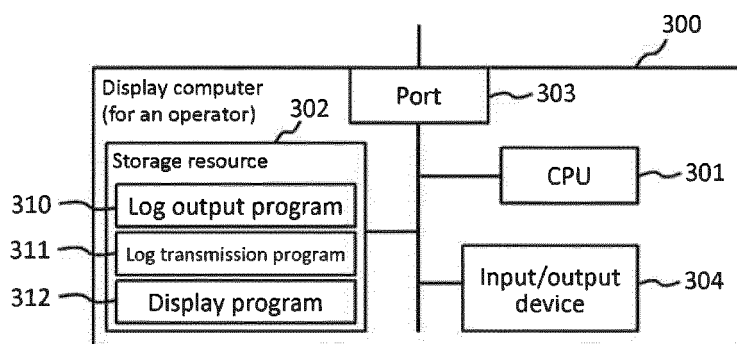 300
Display computer
(for an operator)
Port
303
302
Storage resource
CPU
301
310
Log output program
311
Log transmission program
312
Display program
Input/output
device
304